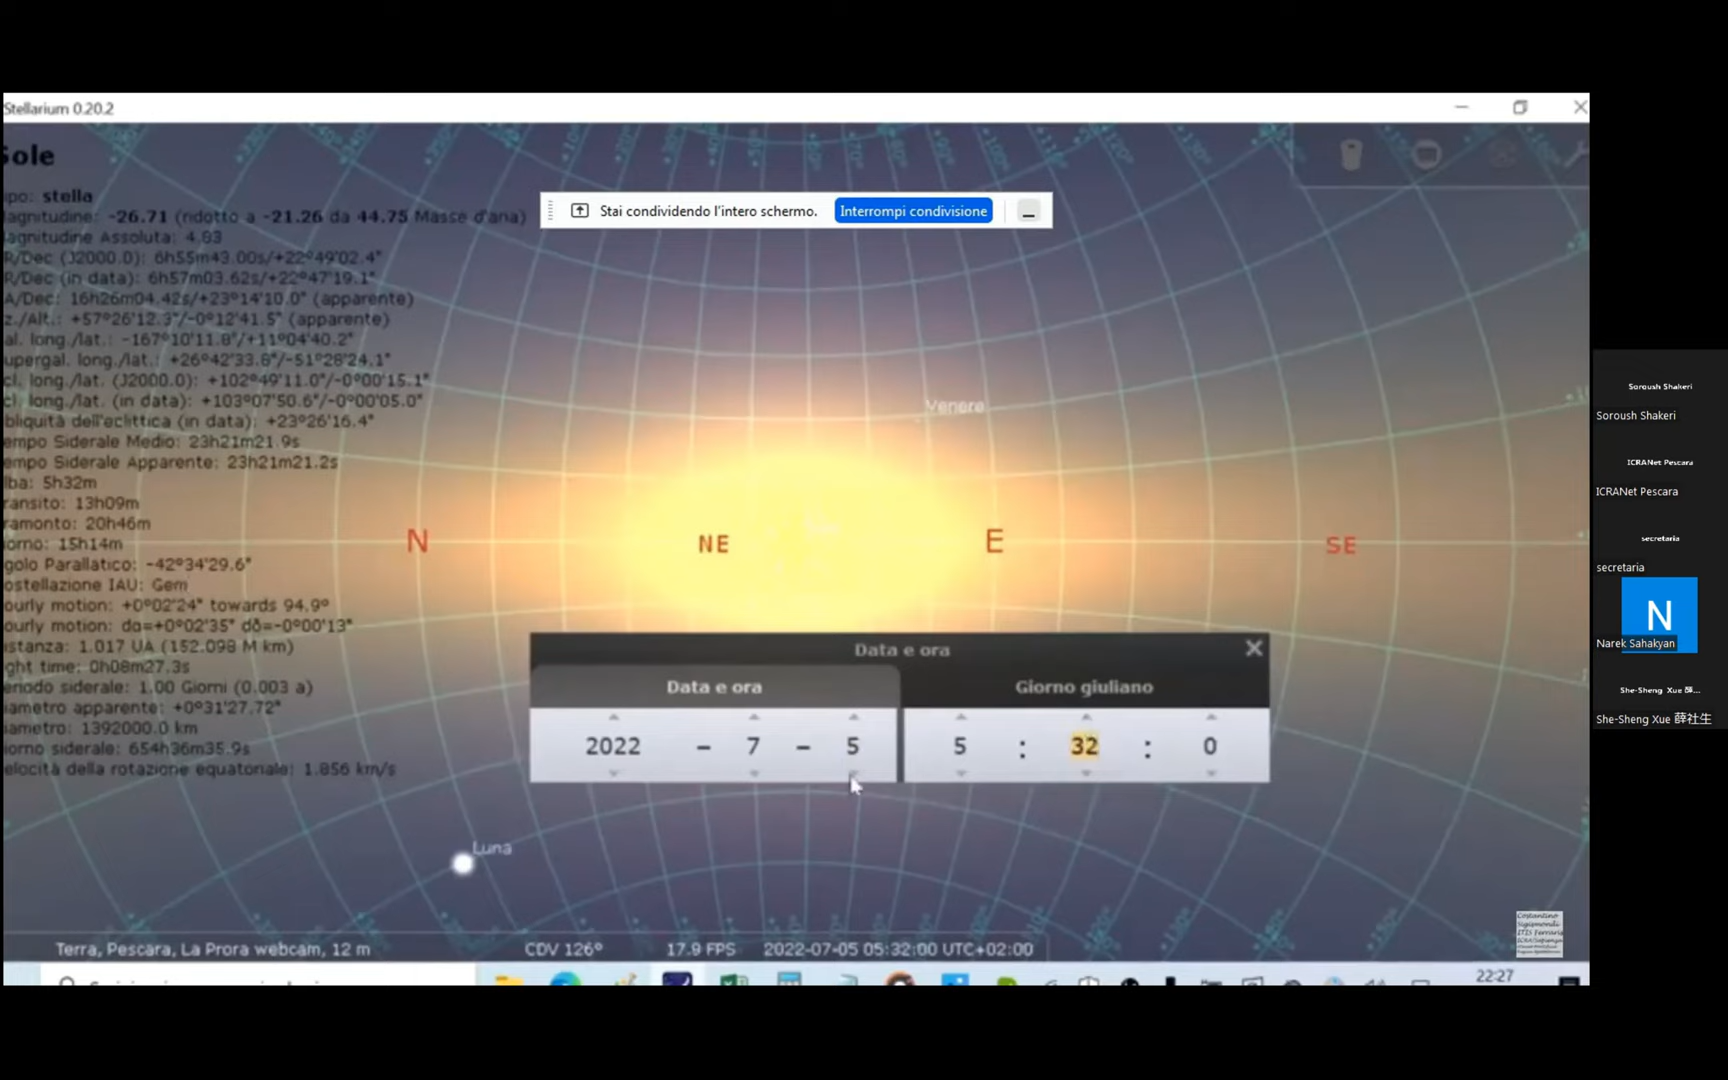 Stellarium 0.20.2
Sole
ipo: stella
agnitudine: -26.71 (ridotto a -21.26 da 44.75 Masse d'aria)
agnitudine Assoluta: 4.83
R/Dec (J2000.0): 6h55m43.00s/+22°49'02.4"
R/Dec (in data): 6h57m03.62s/+22°47'19.1"
A/Dec: 16h26m04.42s/+23°14'10.0" (apparente)
z./Alt.: +57°26'12.3"/-0°12'41.5" (apparente)
al. long./lat.: -167°10'11.8"/+11°04'40.2"
upergal. long./lat.: +26°42'33.8"/-51°28'24.1"
cl. long./lat. (J2000.0): +102°49'11.0"/-0°00'15.1"
cl. long./lat. (in data): +103°07'50.6"/-0°00'05.0"
bliquità dell'eclittica (in data): +23°26'16.4"
empo Siderale Medio: 23h21m21.9s
empo Siderale Apparente: 23h21m21.2s
lba: 5h32m
ransito: 13h09m
ramonto: 20h46m
iorno: 15h14m
golo Parallattico: -42°34'29.6"
ostellazione IAU: Gem
ourly motion: +0°02'24" towards 94.9°
ourly motion: dα=+0°02'35" dδ=-0°00'13"
istanza: 1.017 UA (152.098 M km)
ight time: 0h08m27.3s
eriodo siderale: 1.00 Giorni (0.003 a)
iametro apparente: +0°31'27.72"
iametro: 1392000.0 km
iorno siderale: 654h36m35.9s
elocità della rotazione equatoriale: 1.856 km/s
Stai condividendo l'intero schermo. Interrompi condivisione
Venere
N NE E SE
Data e ora
Data e ora Giorno giuliano
2022 - 7 - 5 5 : 32 : 0
Luna
Terra, Pescara, La Prora webcam, 12 m CDV 126° 17.9 FPS 2022-07-05 05:32:00 UTC+02:00
Costantino
Sigismondi
ITIS Ferraris
22:27
Soroush Shakeri
Soroush Shakeri
ICRANet Pescara
ICRANet Pescara
secretaria
secretaria
N
Narek Sahakyan
She-Sheng Xue 薛...
She-Sheng Xue 薛社生